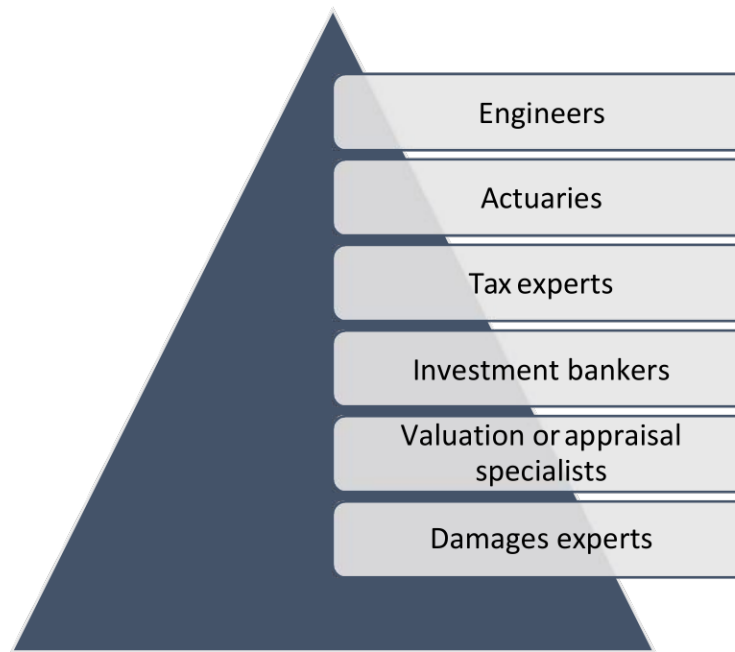 Engineers
Actuaries
Tax experts
Investment bankers
Valuation or appraisal
specialists
Damages experts